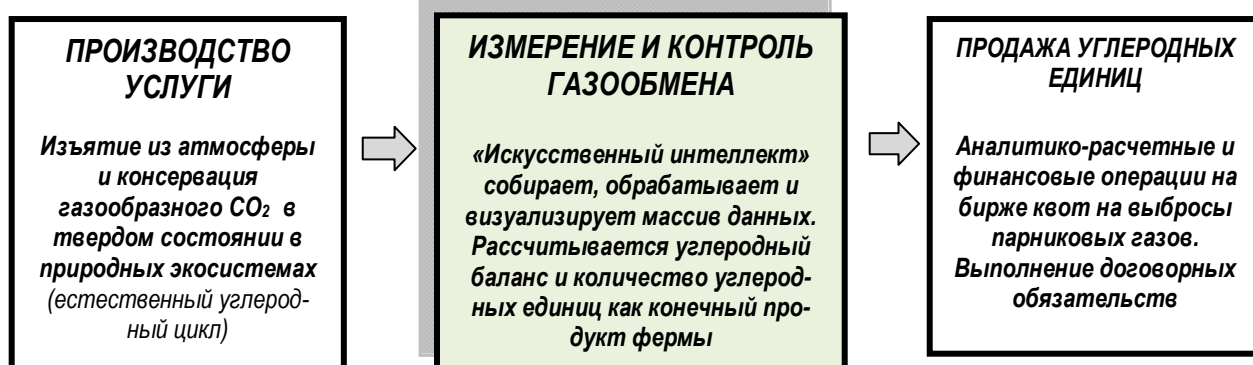 ПРОИЗВОДСТВО
УСЛУГИ
Изъятие из атмосферы
и консервация
газообразного СО₂ в
твердом состоянии в
природных экосистемах
(естественный углерод-
ный цикл)
ИЗМЕРЕНИЕ И КОНТРОЛЬ
ГАЗООБМЕНА
«Искусственный интеллект»
собирает, обрабатывает и
визуализирует массив данных.
Рассчитывается углеродный
баланс и количество углерод-
ных единиц как конечный про-
дукт фермы
ПРОДАЖА УГЛЕРОДНЫХ
ЕДИНИЦ
Аналитико-расчетные и
финансовые операции на
бирже квот на выбросы
парниковых газов.
Выполнение договорных
обязательств